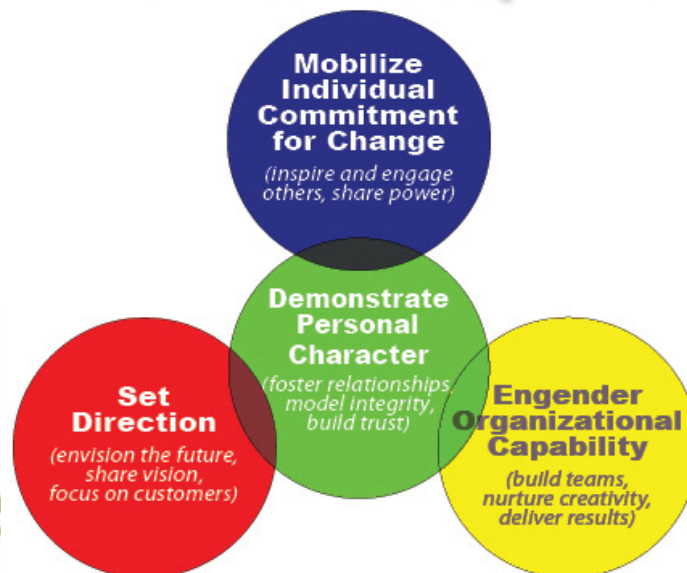 Mobilize
Individual
Commitment
for Change
(inspire and engage
others, share power)
Demonstrate
Personal
Character
(foster relationships,
model integrity,
build trust)
Set
Direction
(envision the future,
share vision,
focus on customers)
Engender
Organizational
Capability
(build teams,
nurture creativity,
deliver results)